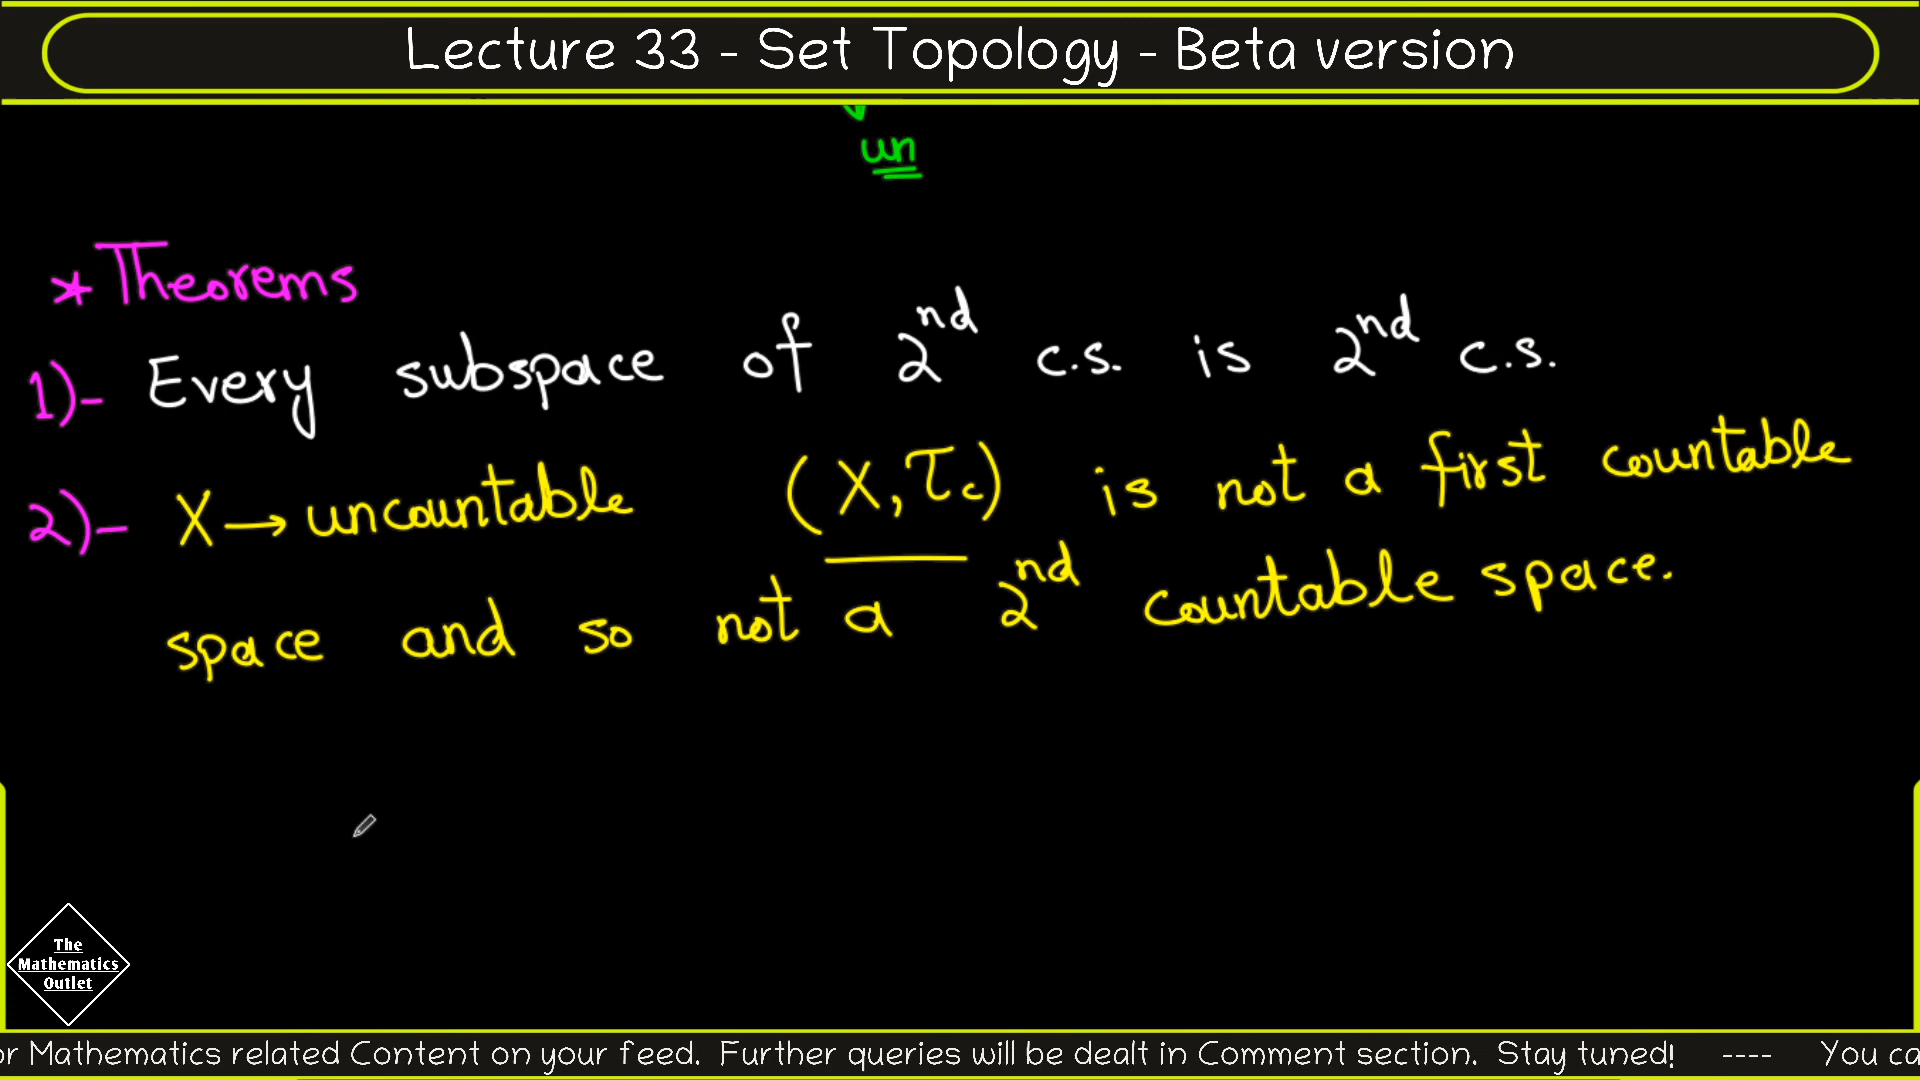 Lecture 33 - Set Topology - Beta version
un
* Theorems
1)- Every subspace of 2nd c.s. is 2nd c.s.
2)- X → uncountable (X, τc) is not a first countable
space and so not a 2nd countable space.
The
Mathematics
Outlet
or Mathematics related Content on your feed. Further queries will be dealt in Comment section. Stay tuned! ---- You ca